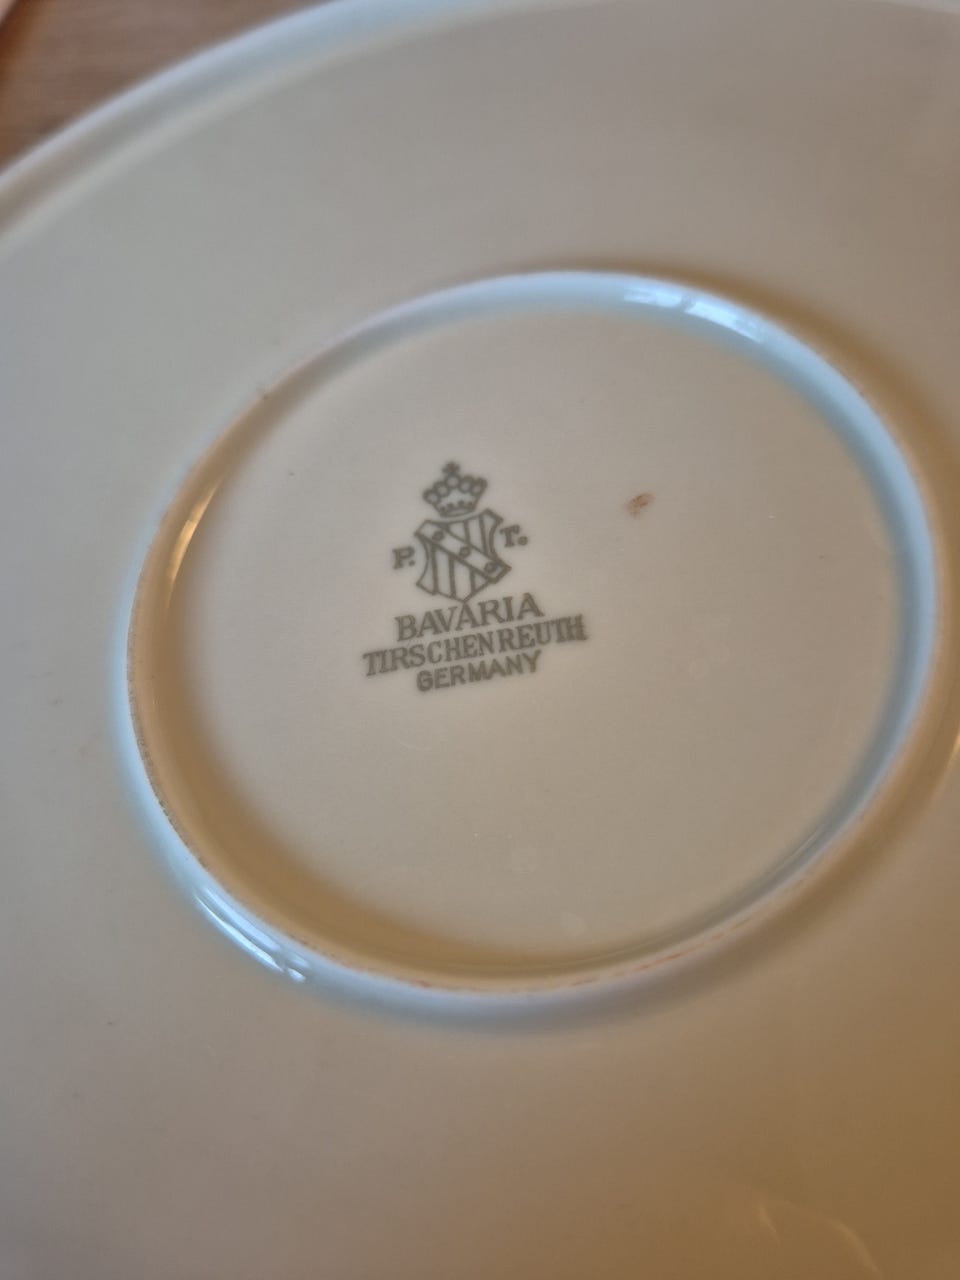 P. T.
BAVARIA
TIRSCHENREUTH
GERMANY